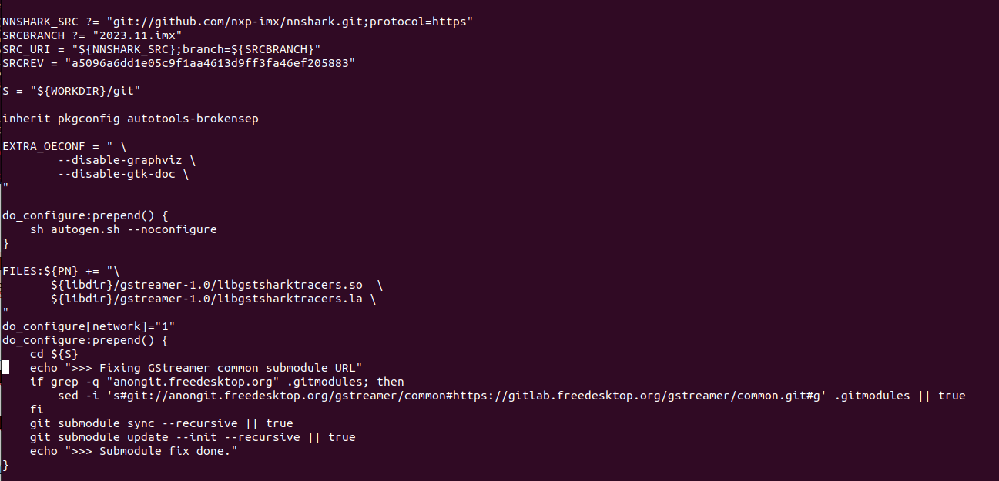 NNSHARK_SRC ?= "git://github.com/nxp-imx/nnshark.git;protocol=https"
SRCBRANCH ?= "2023.11.imx"
SRC_URI = "${NNSHARK_SRC};branch=${SRCBRANCH}"
SRCREV = "a5096a6dd1e05c9f1aa4613d9ff3fa46ef205883"
S = "${WORKDIR}/git"
inherit pkgconfig autotools-brokensep
EXTRA_OECONF = " \
        --disable-graphviz \
        --disable-gtk-doc \
"
do_configure:prepend() {
    sh autogen.sh --noconfigure
}
FILES:${PN} += "\
       ${libdir}/gstreamer-1.0/libgstsharktracers.so  \
       ${libdir}/gstreamer-1.0/libgstsharktracers.la \
"
do_configure[network]="1"
do_configure:prepend() {
    cd ${S}
    echo ">>> Fixing GStreamer common submodule URL"
    if grep -q "anongit.freedesktop.org" .gitmodules; then
        sed -i 's#git://anongit.freedesktop.org/gstreamer/common#https://gitlab.freedesktop.org/gstreamer/common.git#g' .gitmodules || true
    fi
    git submodule sync --recursive || true
    git submodule update --init --recursive || true
    echo ">>> Submodule fix done."
}